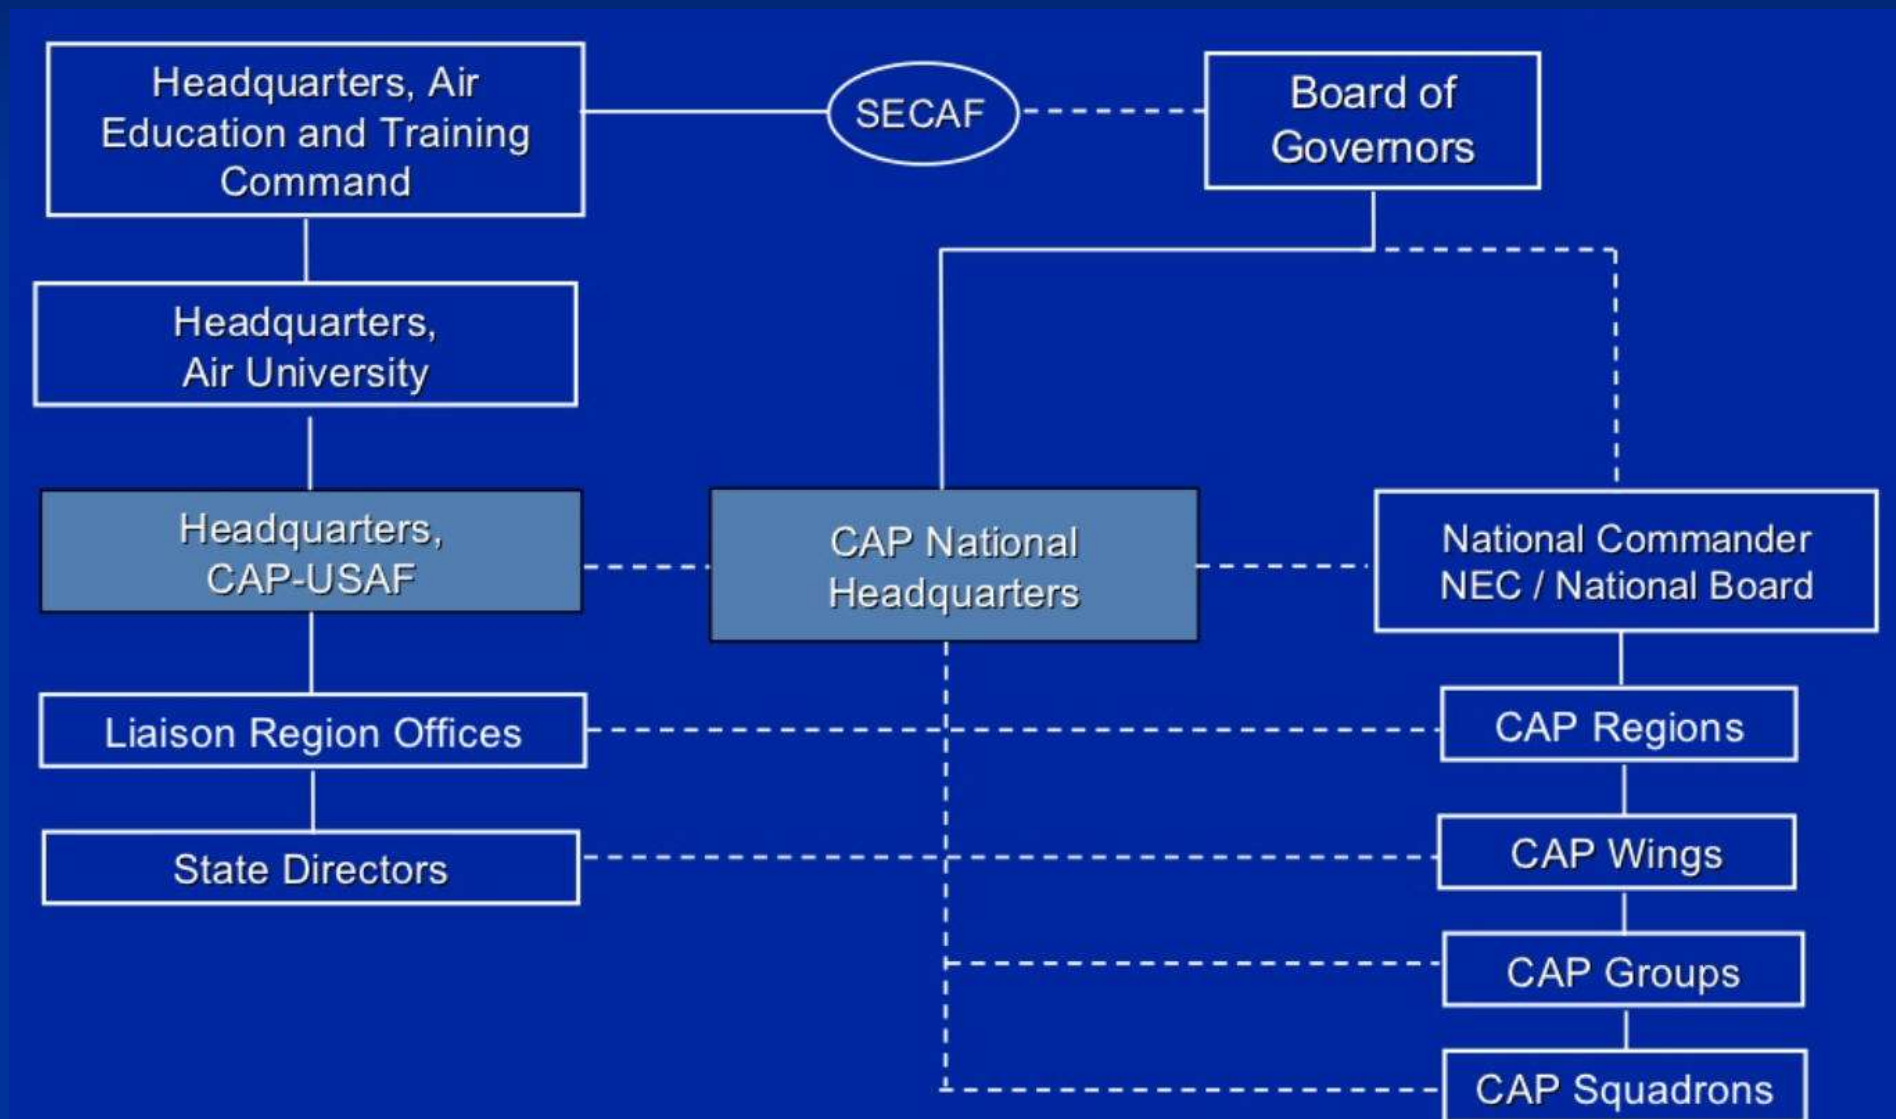 Headquarters, Air
Education and Training
Command
SECAF
Board of
Governors
Headquarters,
Air University
Headquarters,
CAP-USAF
CAP National
Headquarters
National Commander
NEC / National Board
Liaison Region Offices
CAP Regions
State Directors
CAP Wings
CAP Groups
CAP Squadrons